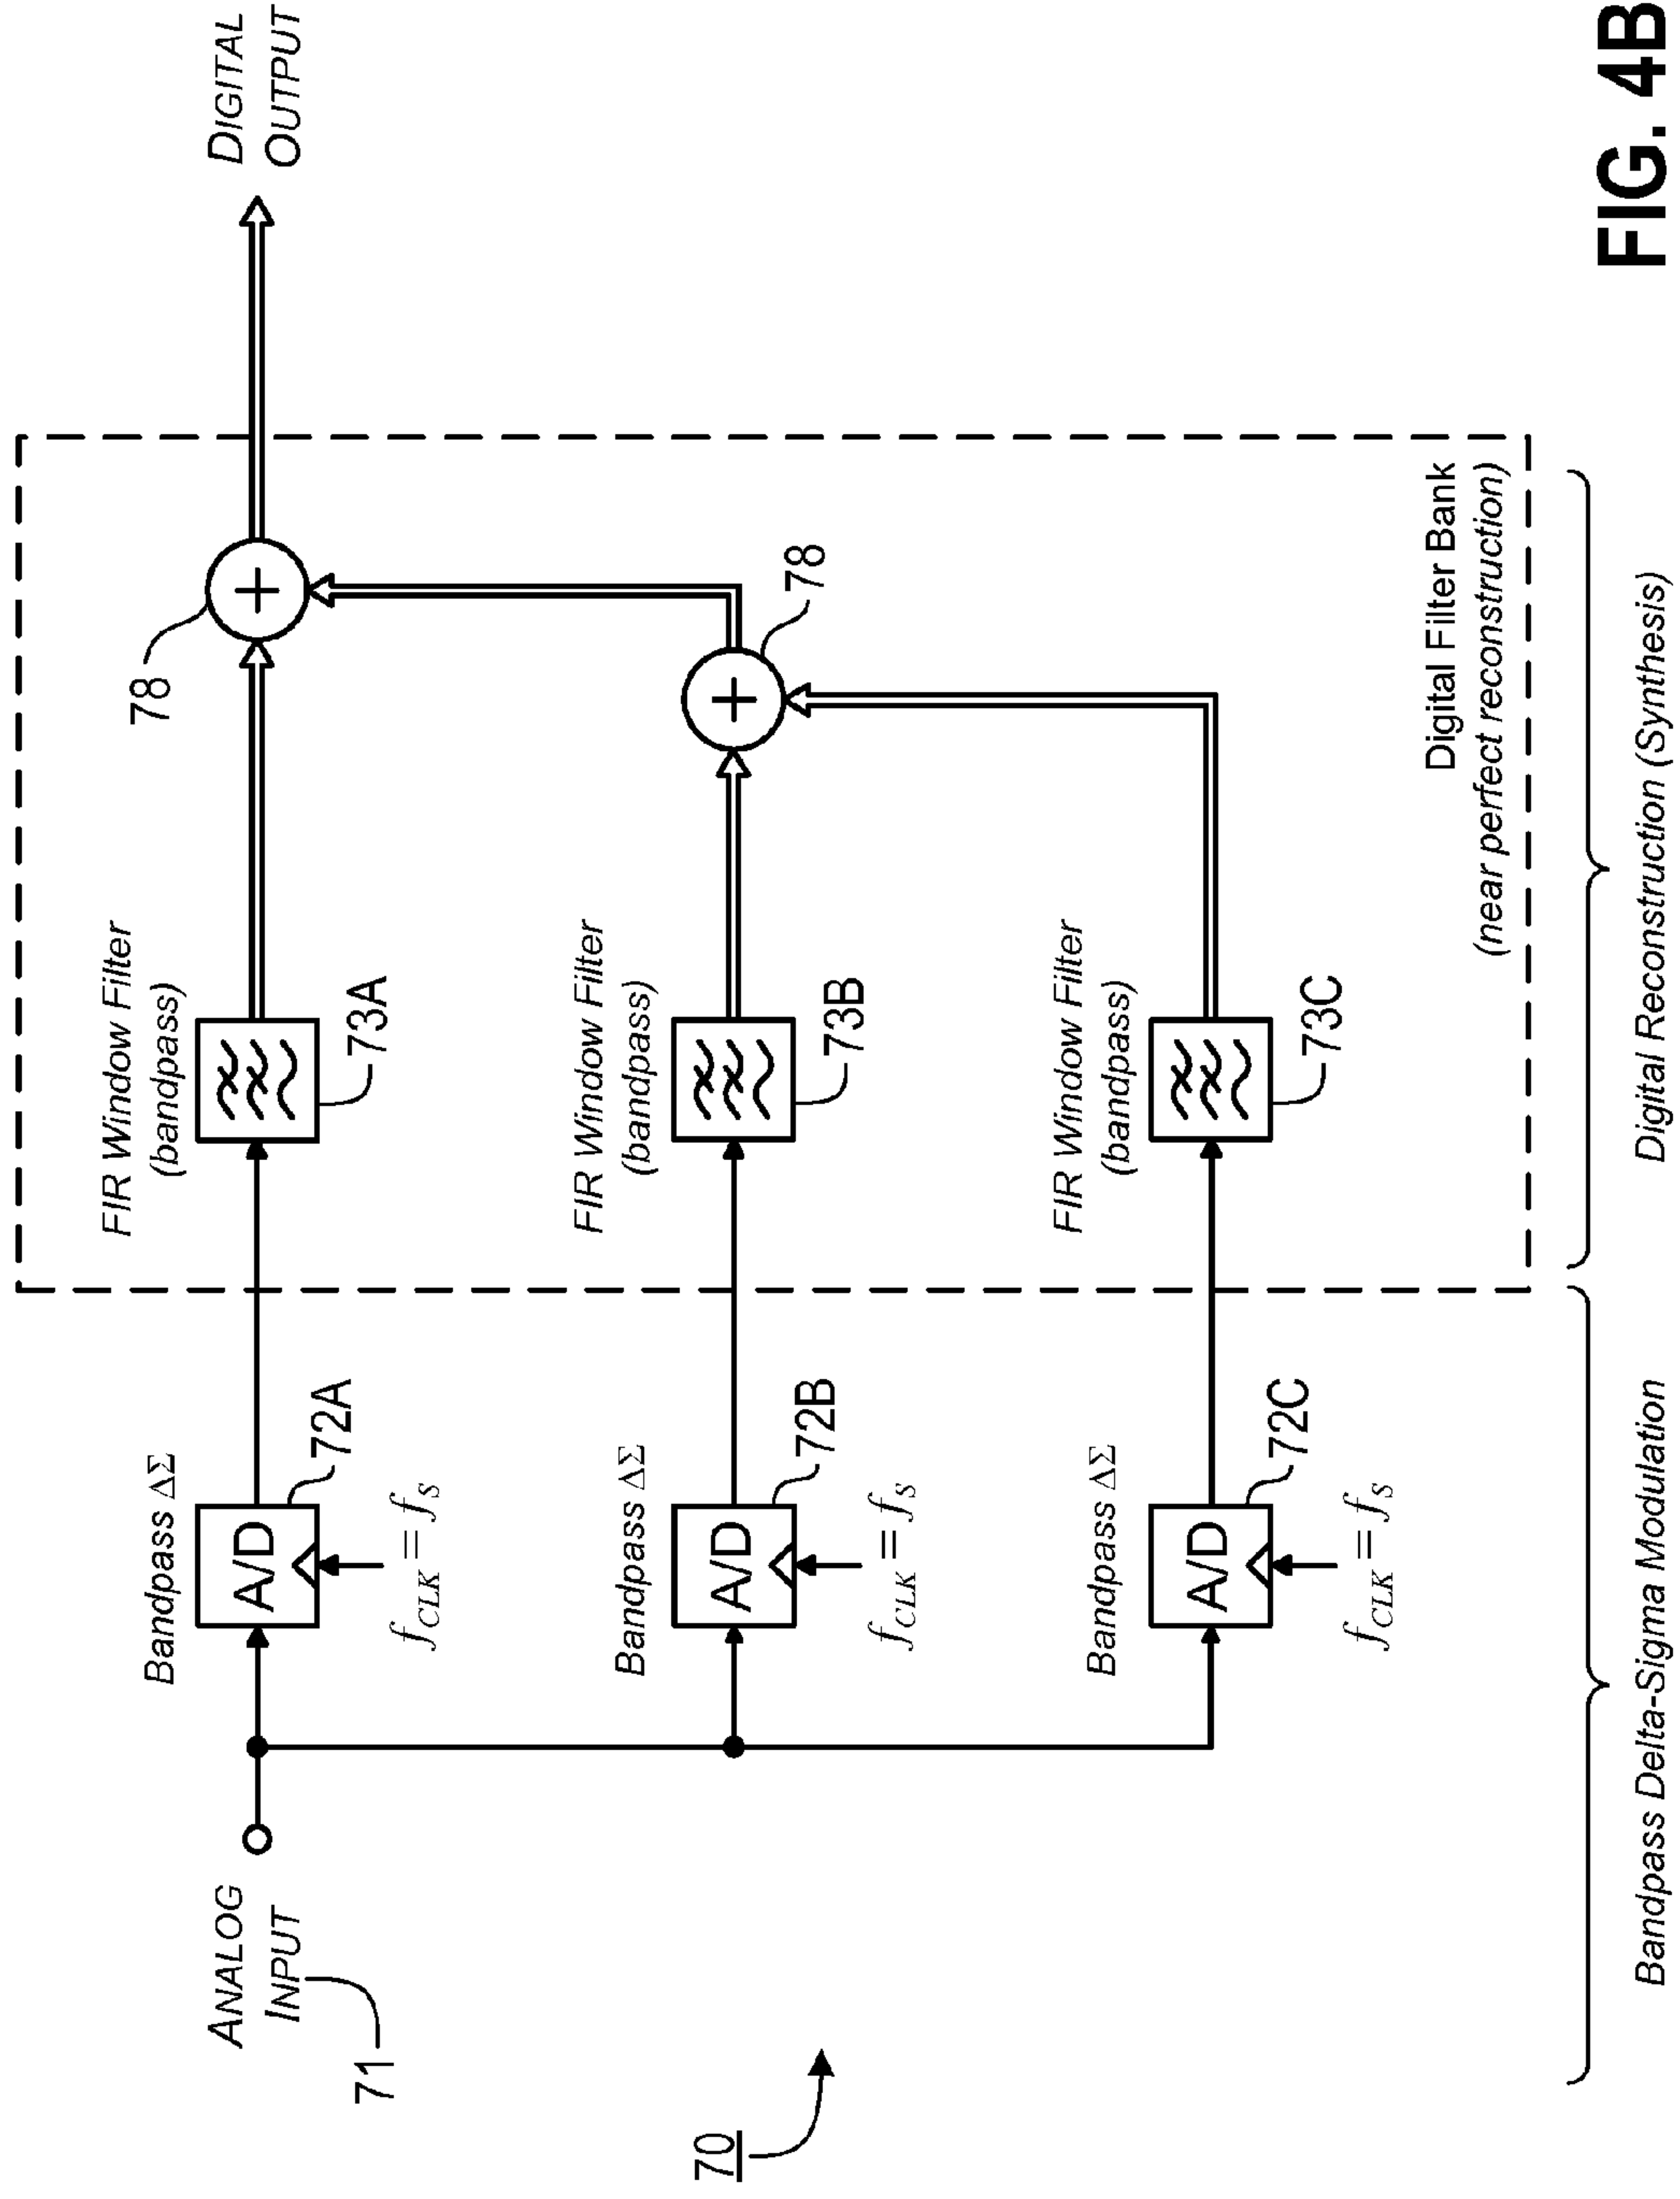 ANALOG
INPUT
71
70
Bandpass ΔΣ
A/D
72A
f_CLK = f_S
FIR Window Filter
(bandpass)
73A
78
DIGITAL
OUTPUT
Bandpass ΔΣ
A/D
72B
f_CLK = f_S
FIR Window Filter
(bandpass)
73B
78
Bandpass ΔΣ
A/D
72C
f_CLK = f_S
FIR Window Filter
(bandpass)
73C
Digital Filter Bank
(near perfect reconstruction)
Bandpass Delta-Sigma Modulation
Digital Reconstruction (Synthesis)
FIG. 4B